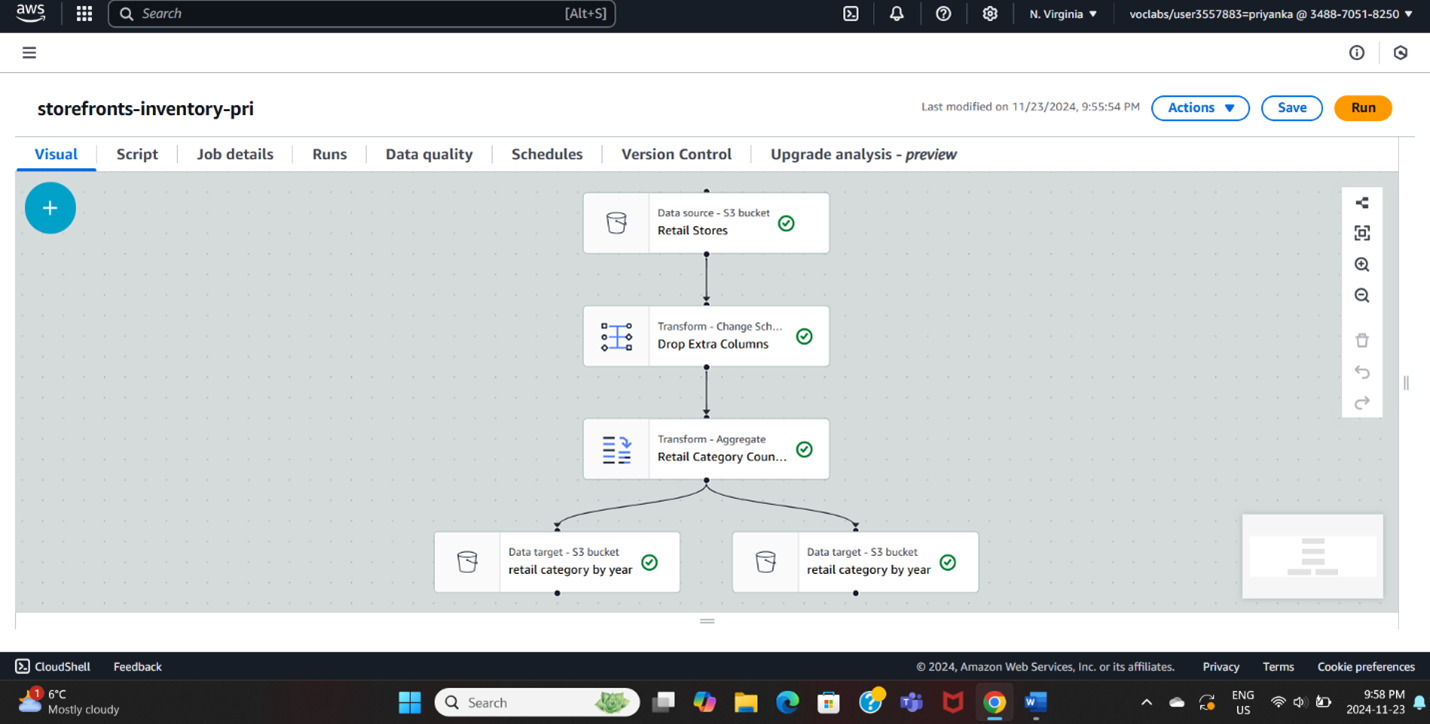 aws
Search
[Alt+S]
N. Virginia ▼
voclabs/user3557883=priyanka @ 3488-7051-8250 ▼
storefronts-inventory-pri
Last modified on 11/23/2024, 9:55:54 PM
Actions ▼
Save
Run
Visual
Script
Job details
Runs
Data quality
Schedules
Version Control
Upgrade analysis - preview
Data source - S3 bucket
Retail Stores
Transform - Change Sch...
Drop Extra Columns
Transform - Aggregate
Retail Category Coun...
Data target - S3 bucket
retail category by year
Data target - S3 bucket
retail category by year
CloudShell
Feedback
© 2024, Amazon Web Services, Inc. or its affiliates.
Privacy
Terms
Cookie preferences
1
6°C
Mostly cloudy
Search
ENG
US
9:58 PM
2024-11-23